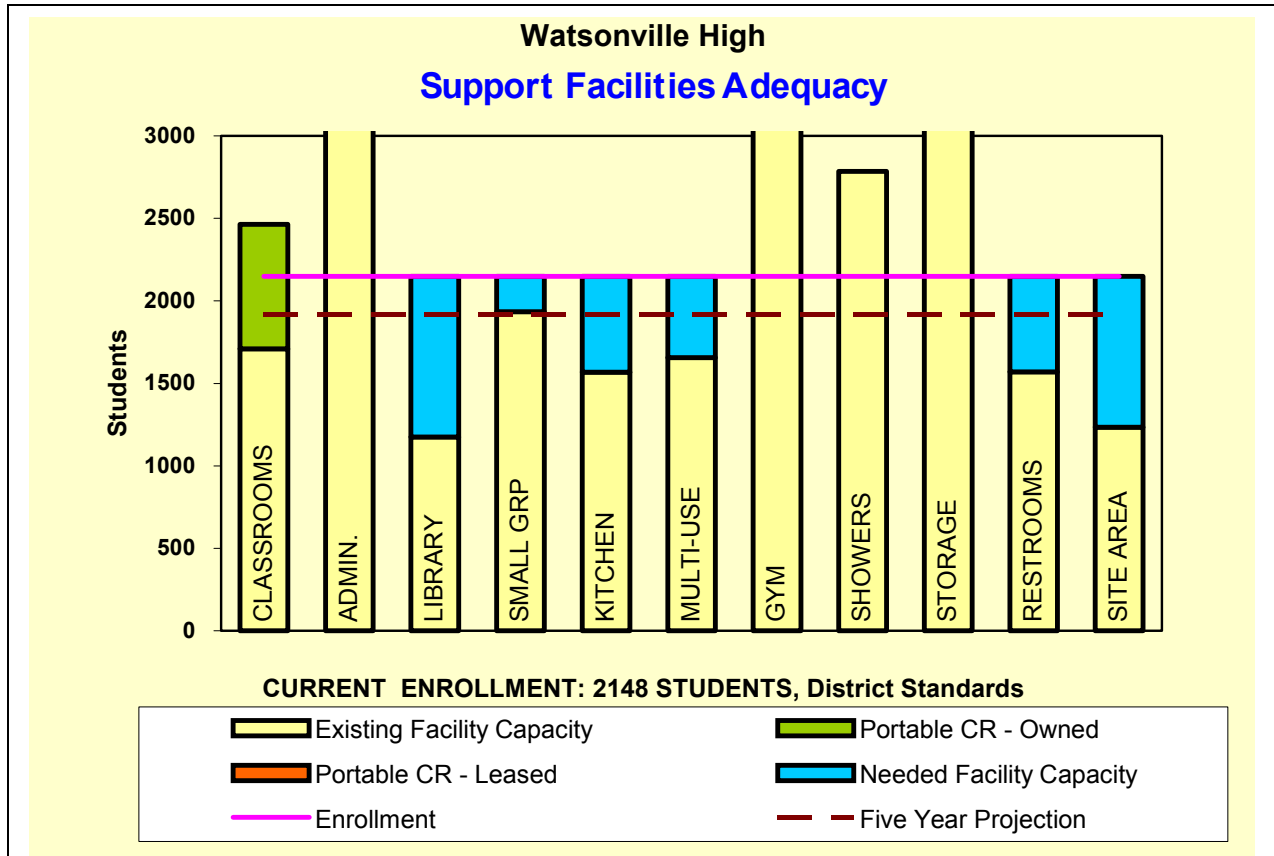 Watsonville High
Support Facilities Adequacy
3000
2500
2000
1500
1000
500
0
Students
CLASSROOMS
ADMIN.
LIBRARY
SMALL GRP
KITCHEN
MULTI-USE
GYM
SHOWERS
STORAGE
RESTROOMS
SITE AREA
CURRENT ENROLLMENT: 2148 STUDENTS, District Standards
Existing Facility Capacity
Portable CR - Owned
Portable CR - Leased
Needed Facility Capacity
Enrollment
Five Year Projection